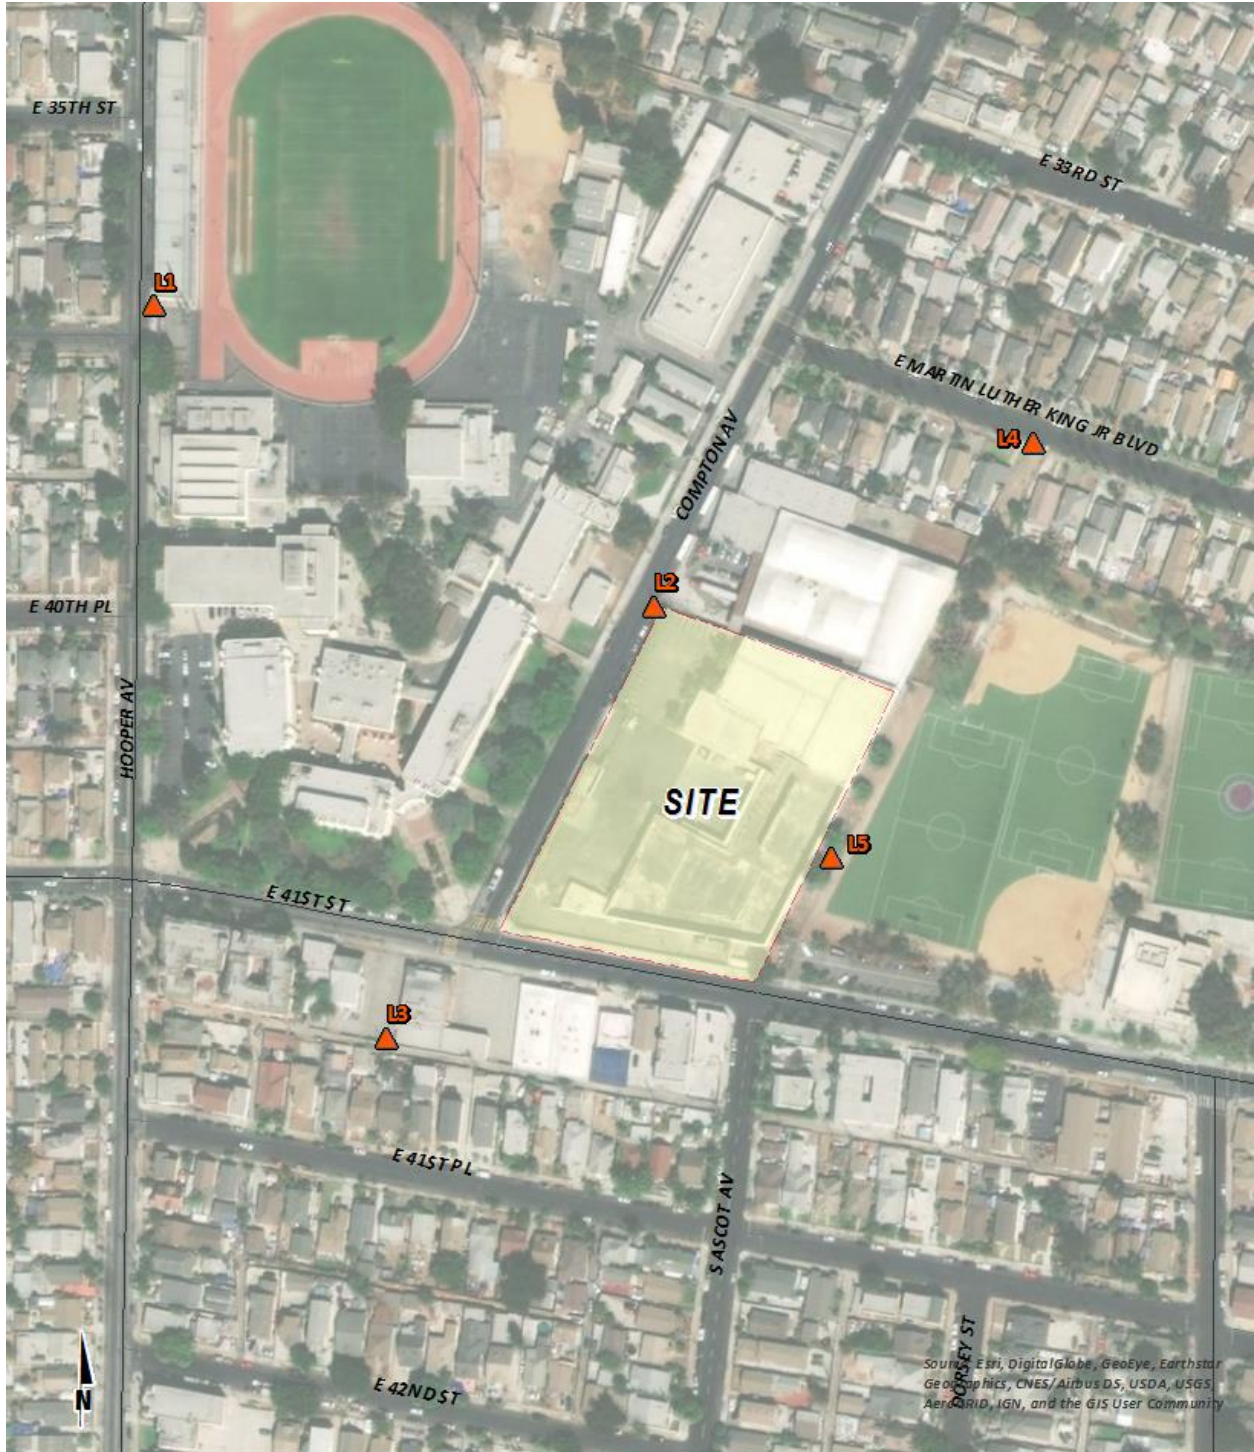 E 35TH ST
E 33RD ST
L1
E MARTIN LUTHER KING JR BLVD
L4
COMPTON AV
L2
E 40TH PL
HOOPER AV
SITE
L5
E 41ST ST
L3
E 41ST PL
S ASCOT AV
DORSEY ST
E 42ND ST
N
Source: Esri, DigitalGlobe, GeoEye, Earthstar
Geographics, CNES/Airbus DS, USDA, USGS,
AeroGRID, IGN, and the GIS User Community